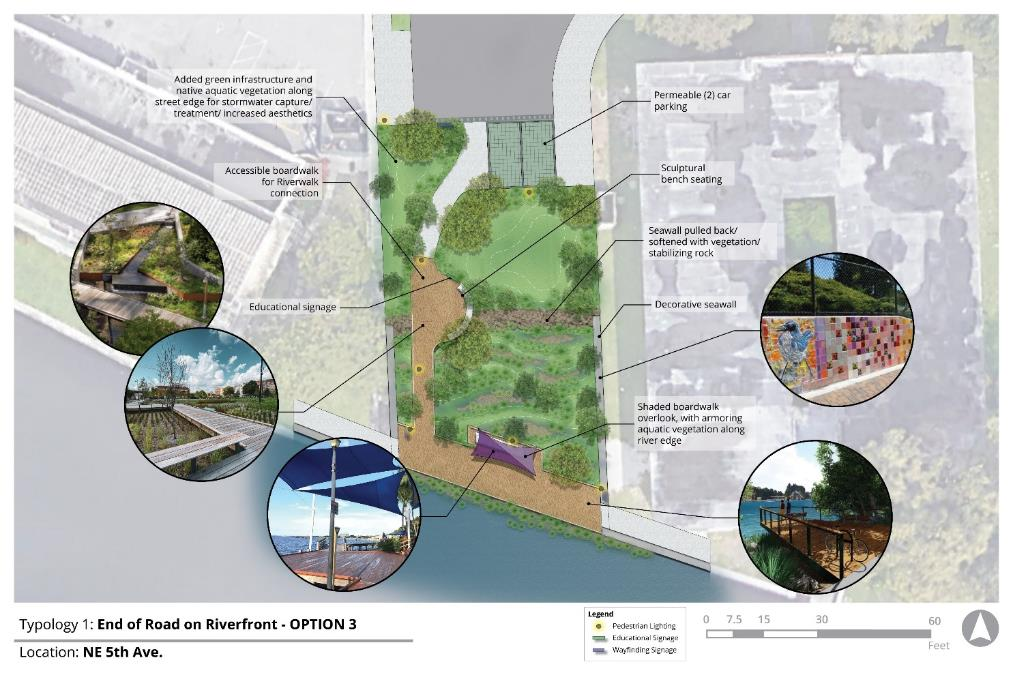 Added green infrastructure and
native aquatic vegetation along
street edge for stormwater capture/
treatment/ increased aesthetics
Permeable (2) car
parking
Accessible boardwalk
for Riverwalk
connection
Sculptural
bench seating
Seawall pulled back/
softened with vegetation/
stabilizing rock
Educational signage
Decorative seawall
Shaded boardwalk
overlook, with armoring
aquatic vegetation along
river edge
Typology 1: End of Road on Riverfront - OPTION 3
Location: NE 5th Ave.
Legend
Pedestrian Lighting
Educational Signage
Wayfinding Signage
0 7.5 15 30 60
Feet